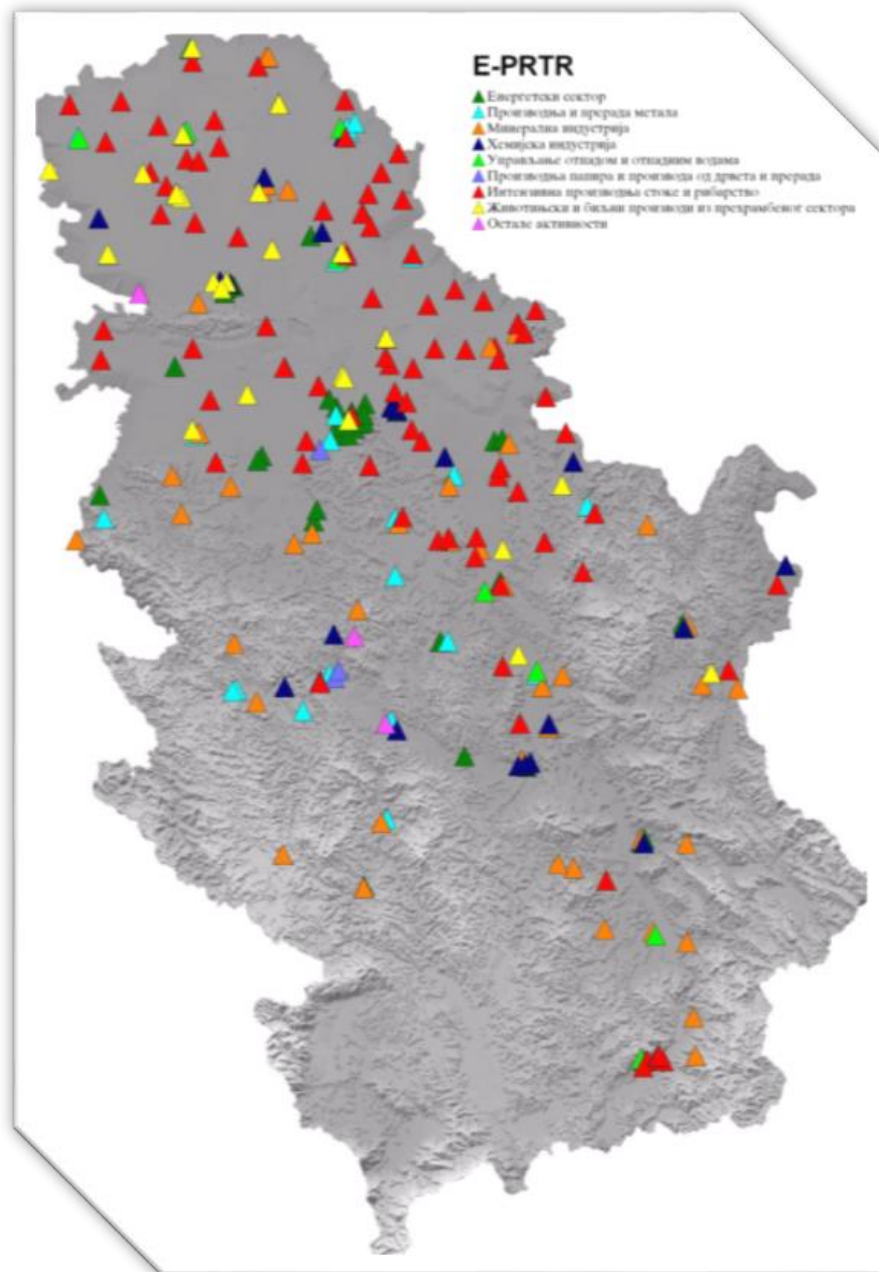 E-PRTR
Енергетски сектор
Производња и прерада метала
Минерална индустрија
Хемијска индустрија
Управљање отпадом и отпадним водама
Производња папира и производа од дрвета и прерада
Интензивна производња стоке и рибарство
Животињски и биљни производи из прехрамбеног сектора
Остале активности